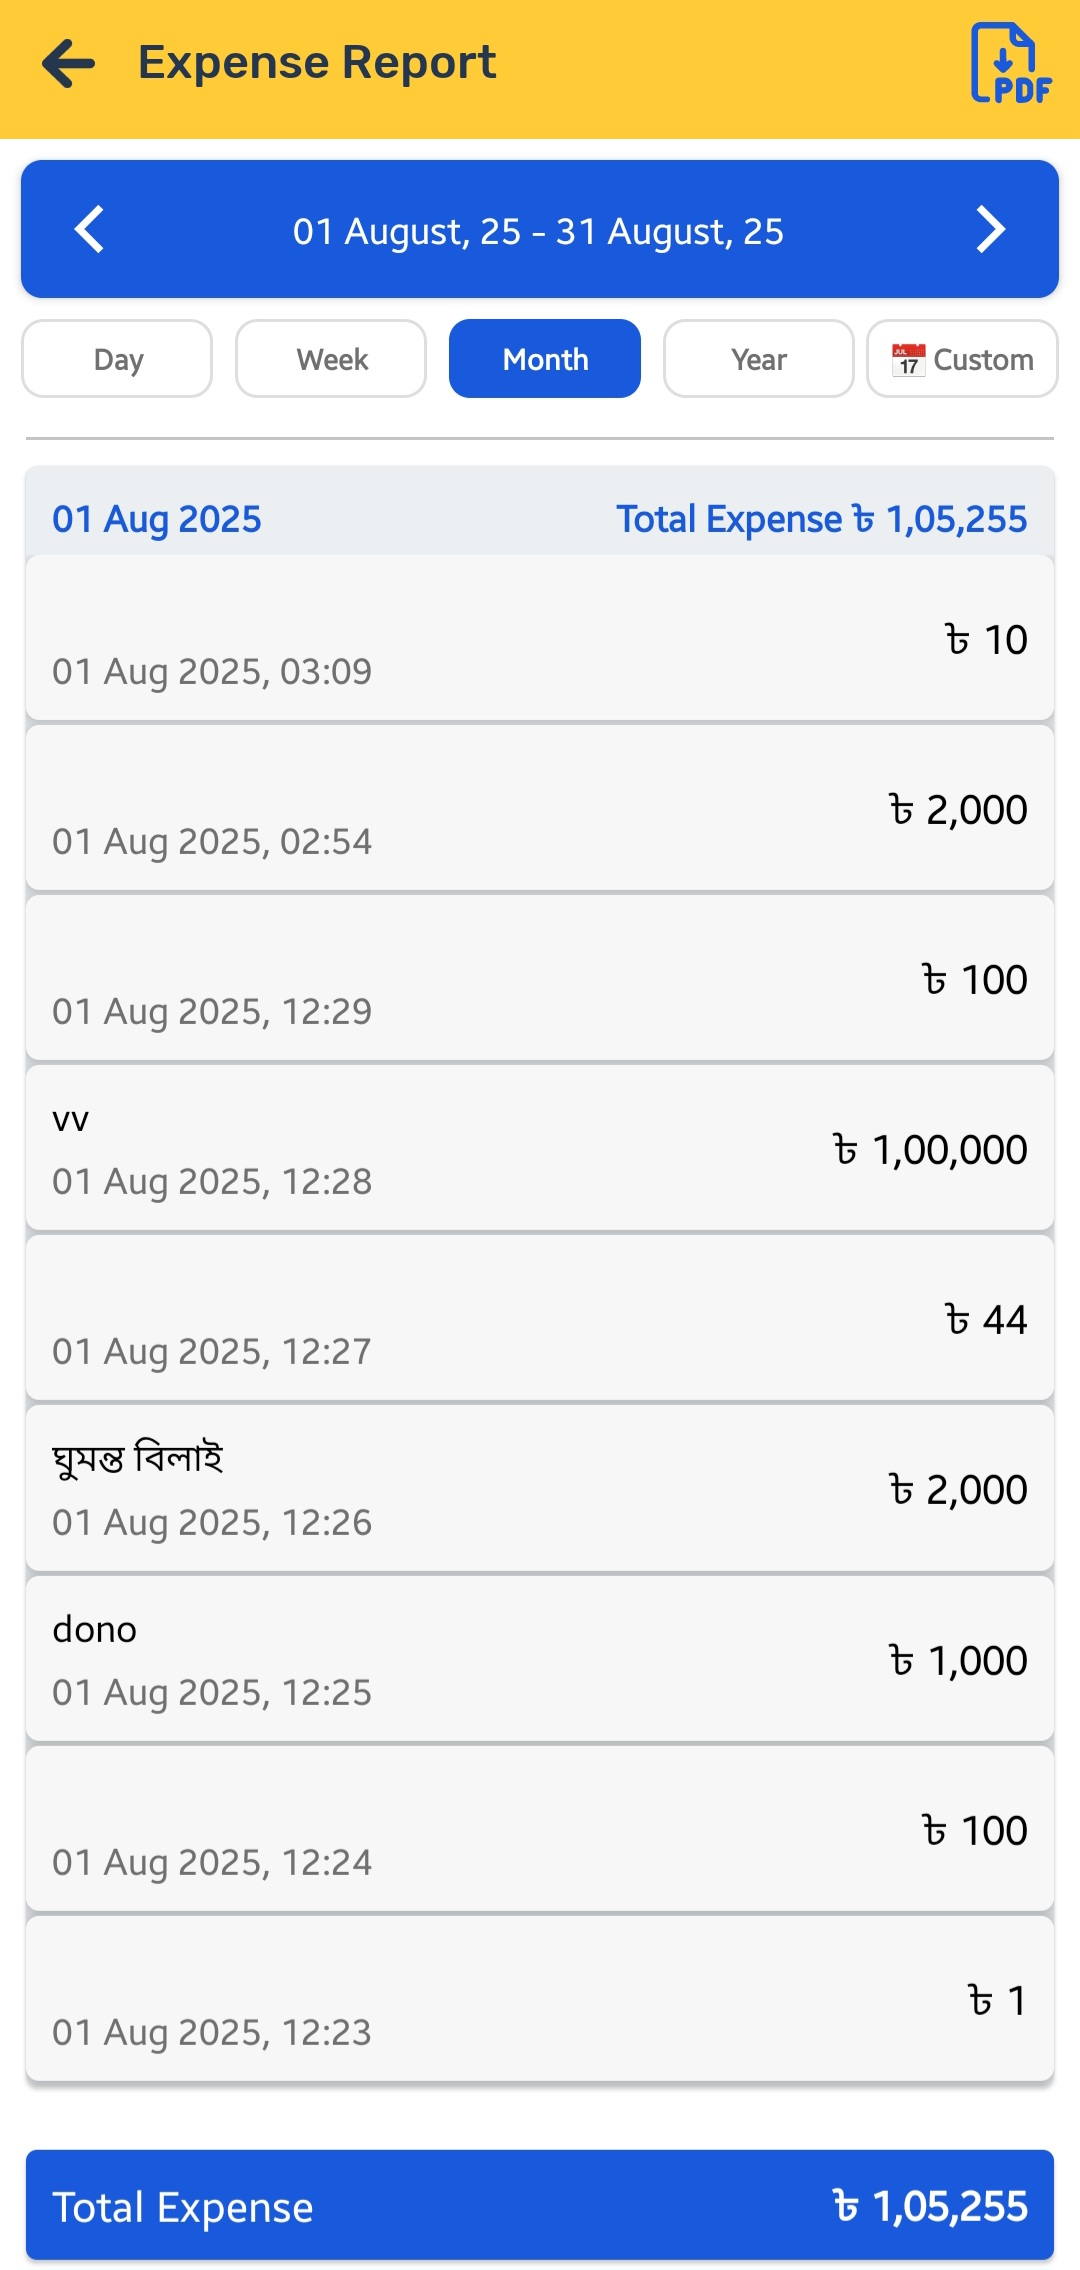 Expense Report
PDF
01 August, 25 - 31 August, 25
Day Week Month Year JUL 17 Custom
01 Aug 2025 Total Expense ৳ 1,05,255
৳ 10
01 Aug 2025, 03:09
৳ 2,000
01 Aug 2025, 02:54
৳ 100
01 Aug 2025, 12:29
vv
৳ 1,00,000
01 Aug 2025, 12:28
৳ 44
01 Aug 2025, 12:27
ঘুমন্ত বিলাই
৳ 2,000
01 Aug 2025, 12:26
dono
৳ 1,000
01 Aug 2025, 12:25
৳ 100
01 Aug 2025, 12:24
৳ 1
01 Aug 2025, 12:23
Total Expense ৳ 1,05,255